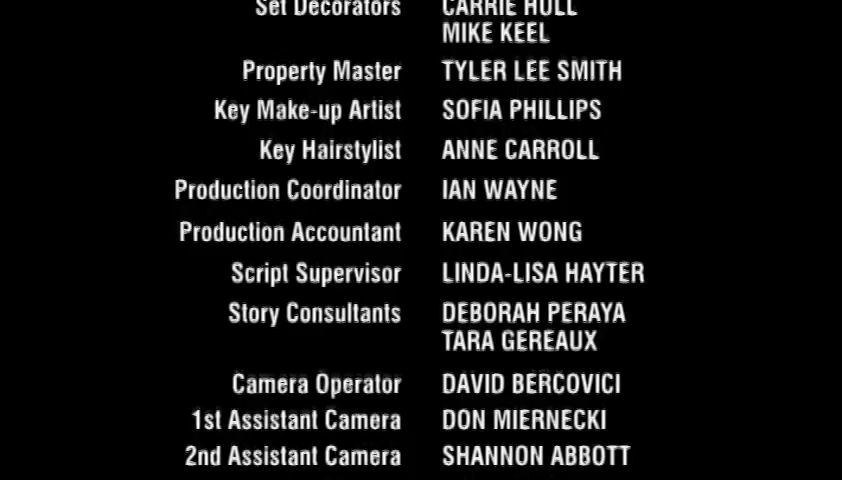 Set Decorators CARRIE HULL
MIKE KEEL
Property Master TYLER LEE SMITH
Key Make-up Artist SOFIA PHILLIPS
Key Hairstylist ANNE CARROLL
Production Coordinator IAN WAYNE
Production Accountant KAREN WONG
Script Supervisor LINDA-LISA HAYTER
Story Consultants DEBORAH PERAYA
TARA GEREAUX
Camera Operator DAVID BERCOVICI
1st Assistant Camera DON MIERNECKI
2nd Assistant Camera SHANNON ABBOTT